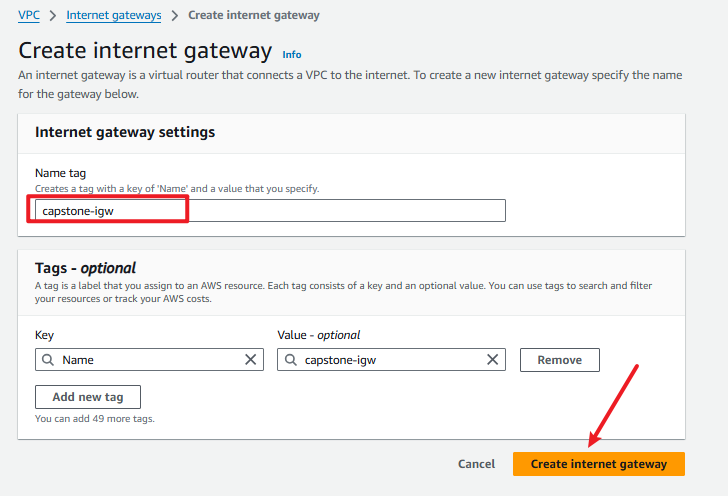 VPC > Internet gateways > Create internet gateway
Create internet gateway Info
An internet gateway is a virtual router that connects a VPC to the internet. To create a new internet gateway specify the name
for the gateway below.
Internet gateway settings
Name tag
Creates a tag with a key of 'Name' and a value that you specify.
capstone-igw
Tags - optional
A tag is a label that you assign to an AWS resource. Each tag consists of a key and an optional value. You can use tags to search and filter
your resources or track your AWS costs.
Key Value - optional
Name capstone-igw Remove
Add new tag
You can add 49 more tags.
Cancel Create internet gateway